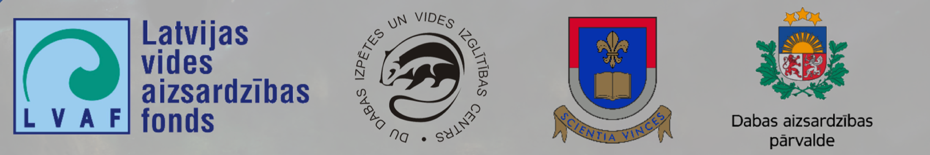 LVAF
Latvijas
vides
aizsardzības
fonds
DU DABAS IZPĒTES UN VIDES IZGLĪTĪBAS CENTRS •
SCIENTIA VINCES
Dabas aizsardzības
pārvalde